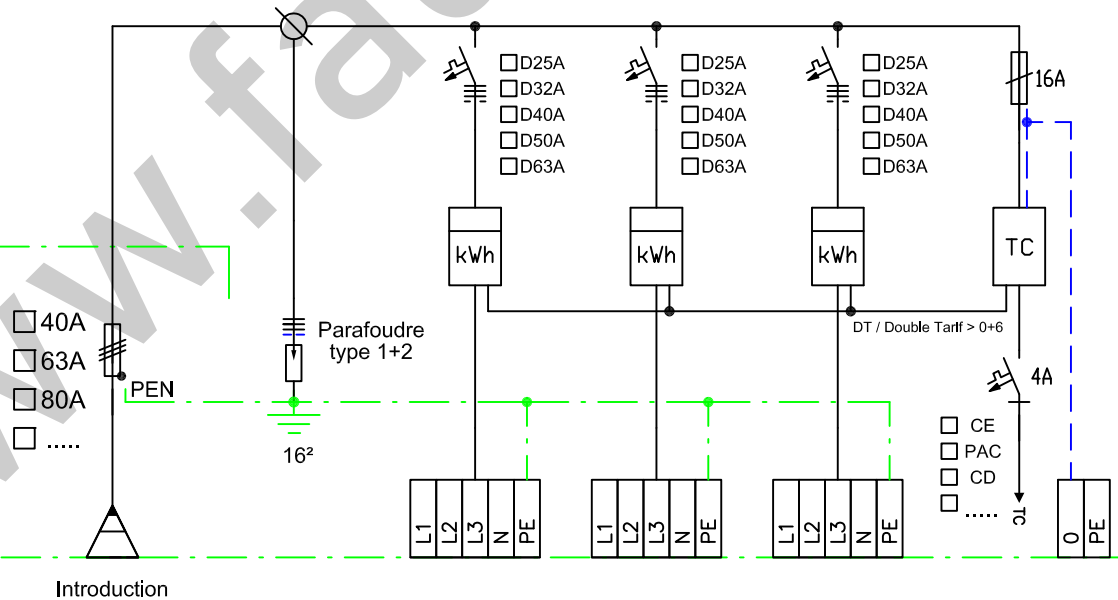 www.fa
D25A
D32A
D40A
D50A
D63A
D25A
D32A
D40A
D50A
D63A
D25A
D32A
D40A
D50A
D63A
16A
kWh
kWh
kWh
TC
40A
63A
80A
.....
PEN
Parafoudre
type 1+2
16²
DT / Double Tarif > 0+6
4A
CE
PAC
CD
.....
TC
L1
L2
L3
N
PE
L1
L2
L3
N
PE
L1
L2
L3
N
PE
0
PE
Introduction